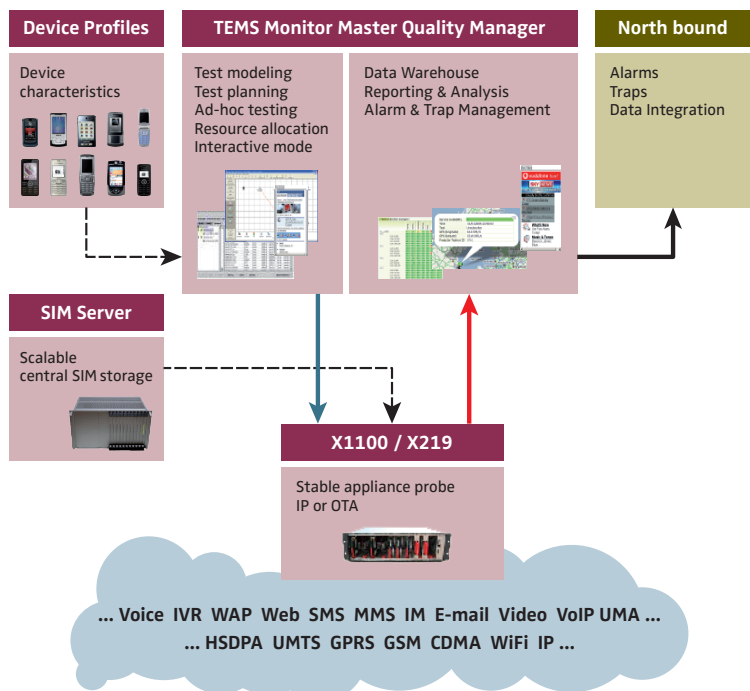 Device Profiles
Device
characteristics
TEMS Monitor Master Quality Manager
Test modeling
Test planning
Ad-hoc testing
Resource allocation
Interactive mode
Data Warehouse
Reporting & Analysis
Alarm & Trap Management
North bound
Alarms
Traps
Data Integration
SIM Server
Scalable
central SIM storage
X1100 / X219
Stable appliance probe
IP or OTA
... Voice IVR WAP Web SMS MMS IM E-mail Video VoIP UMA ...
... HSDPA UMTS GPRS GSM CDMA WiFi IP ...